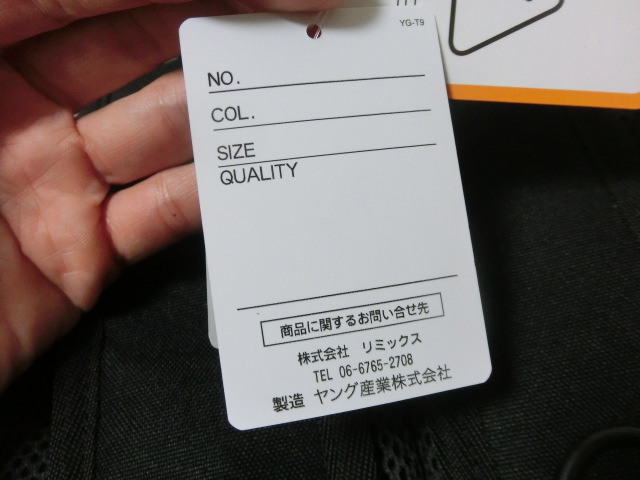 YG-T9
NO.
COL.
SIZE
QUALITY
商品に関するお問い合せ先
株式会社 リミックス
TEL 06-6765-2708
製造 ヤング産業株式会社